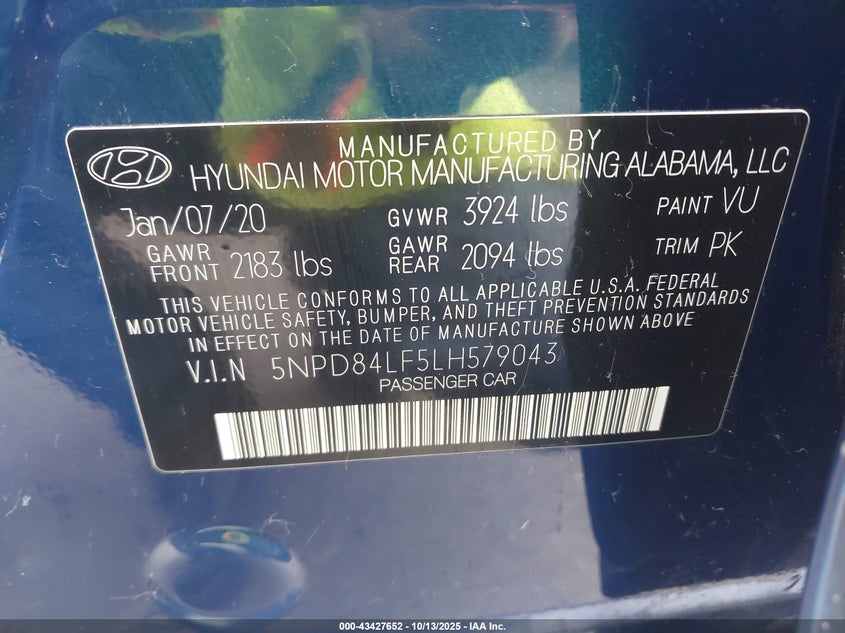 MANUFACTURED BY
HYUNDAI MOTOR MANUFACTURING ALABAMA, LLC
Jan/07/20 GVWR 3924 lbs PAINT VU
GAWR FRONT 2183 lbs GAWR REAR 2094 lbs TRIM PK
THIS VEHICLE CONFORMS TO ALL APPLICABLE U.S.A. FEDERAL
MOTOR VEHICLE SAFETY, BUMPER, AND THEFT PREVENTION STANDARDS
IN EFFECT ON THE DATE OF MANUFACTURE SHOWN ABOVE
V.I.N 5NPD84LF5LH579043
PASSENGER CAR
000-43427652 - 10/13/2025 - IAA Inc.